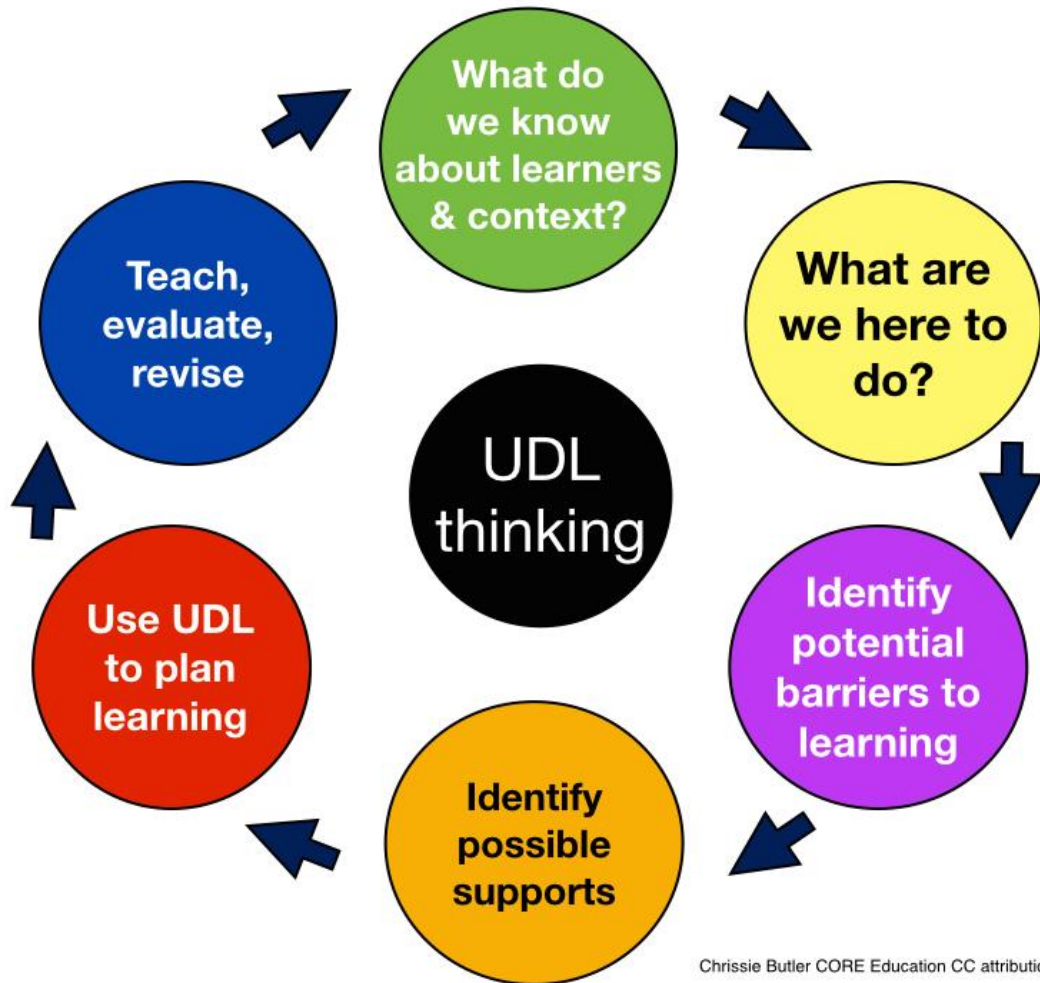 What do
we know
about learners
& context?
What are
we here to
do?
Identify
potential
barriers to
learning
Identify
possible
supports
Use UDL
to plan
learning
Teach,
evaluate,
revise
UDL
thinking
Chrissie Butler CORE Education CC